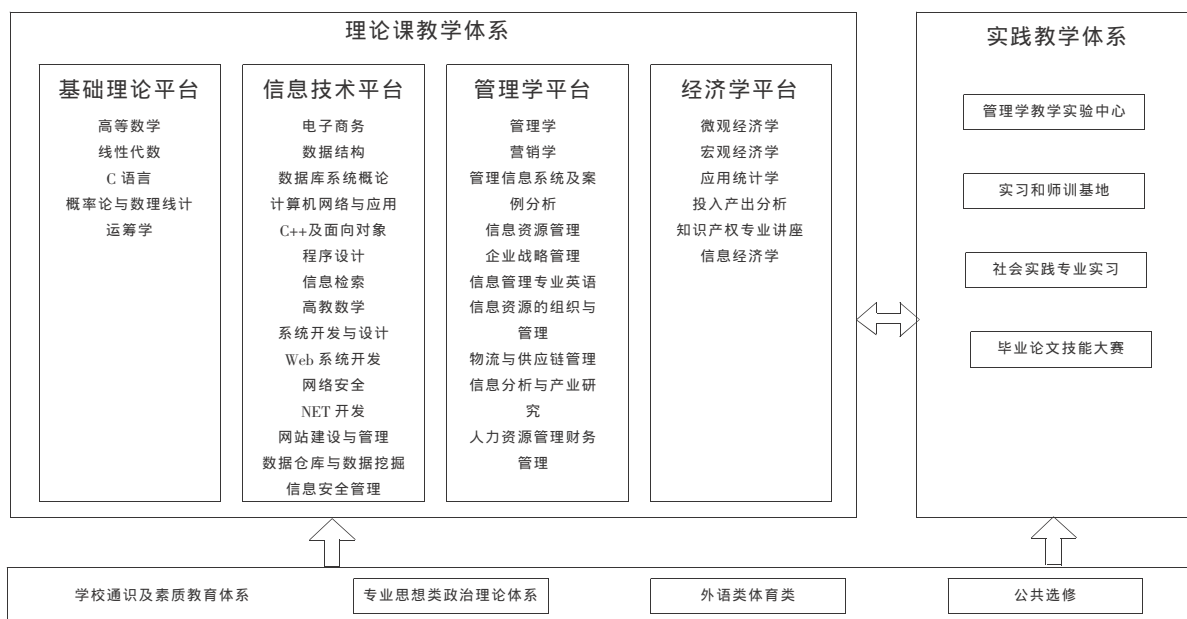 理论课教学体系
基础理论平台
高等数学
线性代数
C 语言
概率论与数理线计
运筹学
信息技术平台
电子商务
数据结构
数据库系统概论
计算机网络与应用
C++及面向对象
程序设计
信息检索
高教数学
系统开发与设计
Web 系统开发
网络安全
NET 开发
网站建设与管理
数据仓库与数据挖掘
信息安全管理
管理学平台
管理学
营销学
管理信息系统及案
例分析
信息资源管理
企业战略管理
信息管理专业英语
信息资源的组织与
管理
物流与供应链管理
信息分析与产业研
究
人力资源管理财务
管理
经济学平台
微观经济学
宏观经济学
应用统计学
投入产出分析
知识产权专业讲座
信息经济学
实践教学体系
管理学教学实验中心
实习和师训基地
社会实践专业实习
毕业论文技能大赛
学校通识及素质教育体系
专业思想类政治理论体系
外语类体育类
公共选修